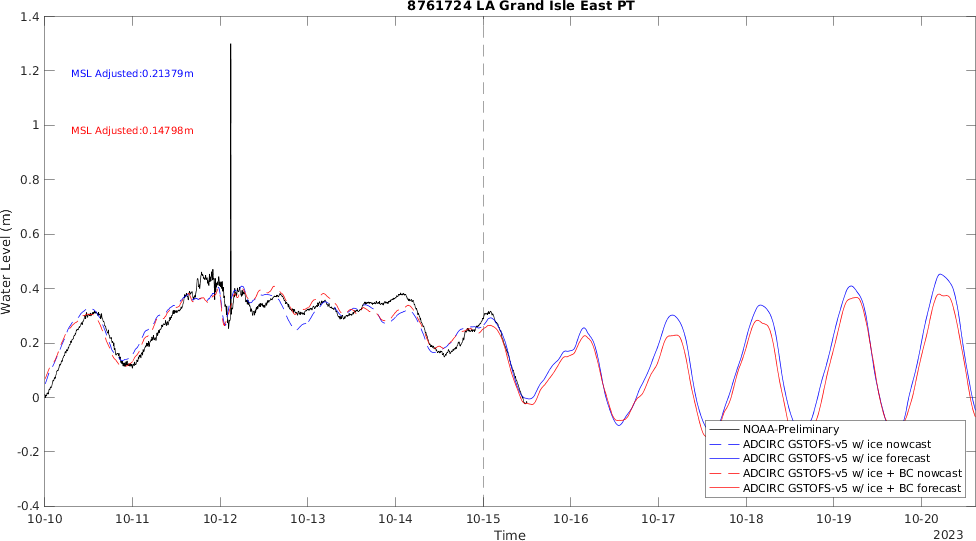 8761724 LA Grand Isle East PT
1.4
1.2
1
0.8
0.6
0.4
0.2
0
-0.2
-0.4
Water Level (m)
MSL Adjusted:0.21379m
MSL Adjusted:0.14798m
NOAA-Preliminary
ADCIRC GSTOFS-v5 w/ ice nowcast
ADCIRC GSTOFS-v5 w/ ice forecast
ADCIRC GSTOFS-v5 w/ ice + BC nowcast
ADCIRC GSTOFS-v5 w/ ice + BC forecast
10-10 10-11 10-12 10-13 10-14 10-15 10-16 10-17 10-18 10-19 10-20
Time
2023